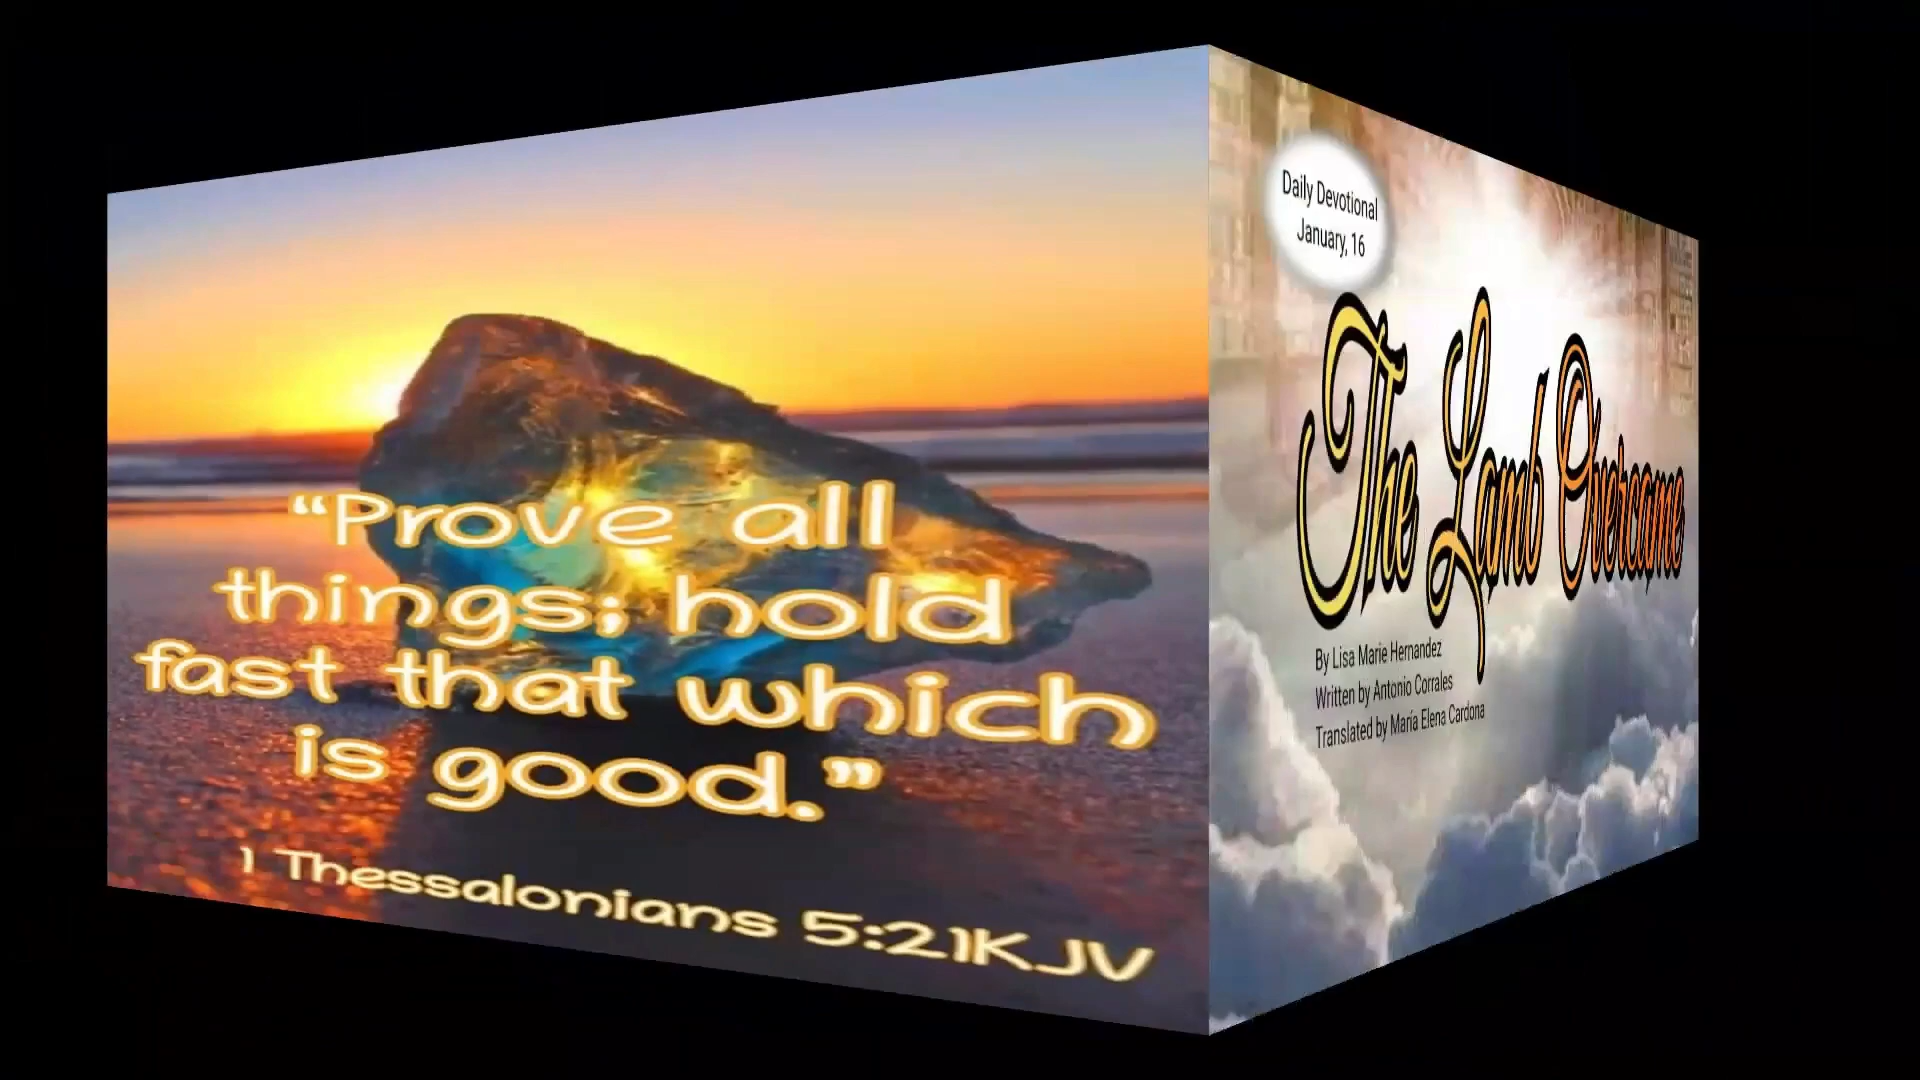 “Prove all
things; hold
fast that which
is good.”
1 Thessalonians 5:21KJV
Daily Devotional
January, 16
The Lamb Overcame
By Lisa Marie Hernandez
Written by Antonio Corrales
Translated by María Elena Cardona